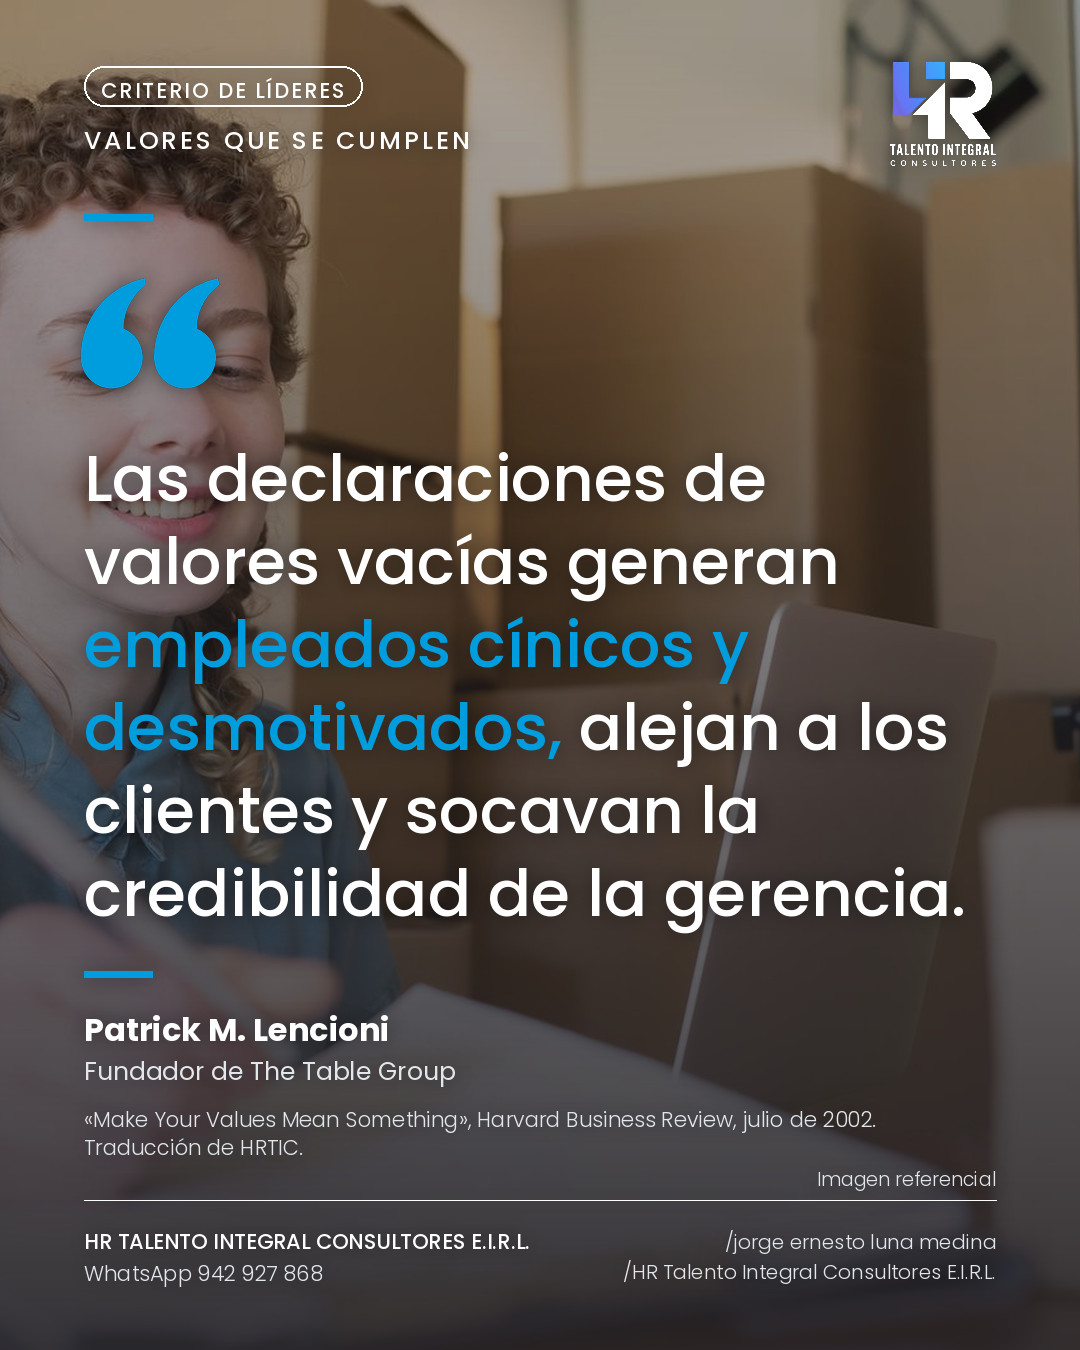 CRITERIO DE LÍDERES
VALORES QUE SE CUMPLEN
HR
TALENTO INTEGRAL
CONSULTORES
“
Las declaraciones de
valores vacías generan
empleados cínicos y
desmotivados, alejan a los
clientes y socavan la
credibilidad de la gerencia.
Patrick M. Lencioni
Fundador de The Table Group
«Make Your Values Mean Something», Harvard Business Review, julio de 2002.
Traducción de HRTIC.
Imagen referencial
HR TALENTO INTEGRAL CONSULTORES E.I.R.L.
WhatsApp 942 927 868
/jorge ernesto luna medina
/HR Talento Integral Consultores E.I.R.L.